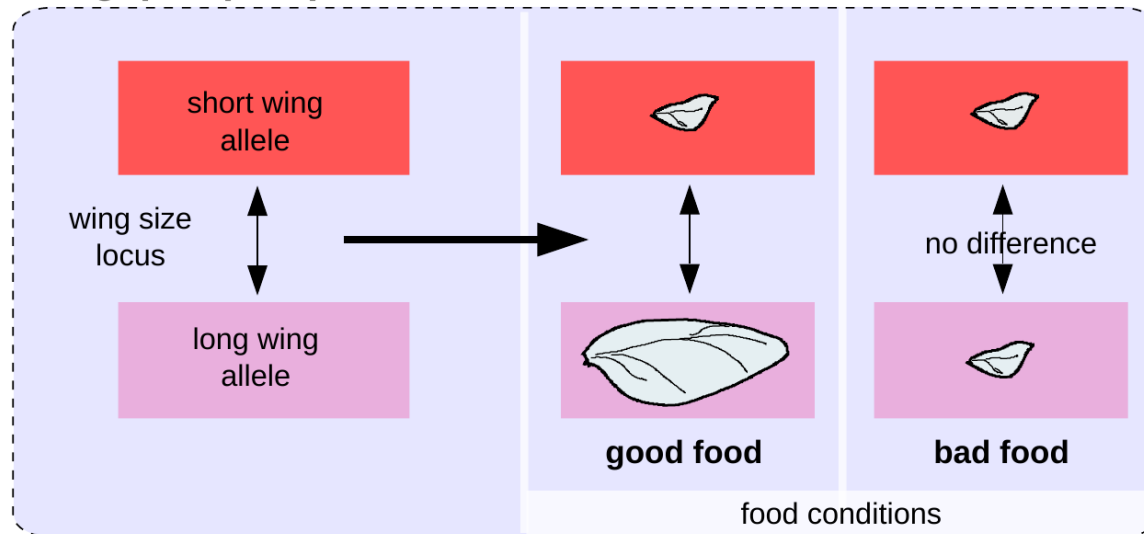 short wing
allele
wing size
locus
no difference
long wing
allele
good food
bad food
food conditions